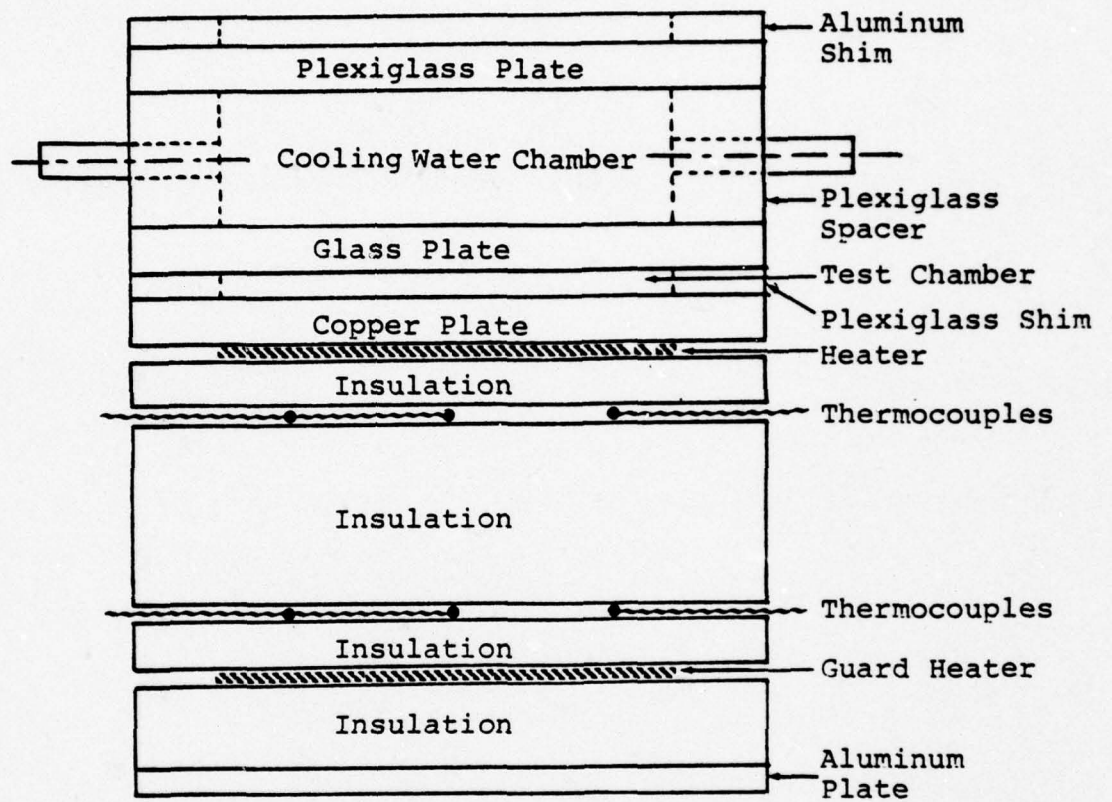 Aluminum
Shim
Plexiglass Plate
Cooling Water Chamber
Plexiglass
Spacer
Glass Plate
Test Chamber
Copper Plate
Plexiglass Shim
Heater
Insulation
Thermocouples
Insulation
Thermocouples
Insulation
Guard Heater
Insulation
Aluminum
Plate